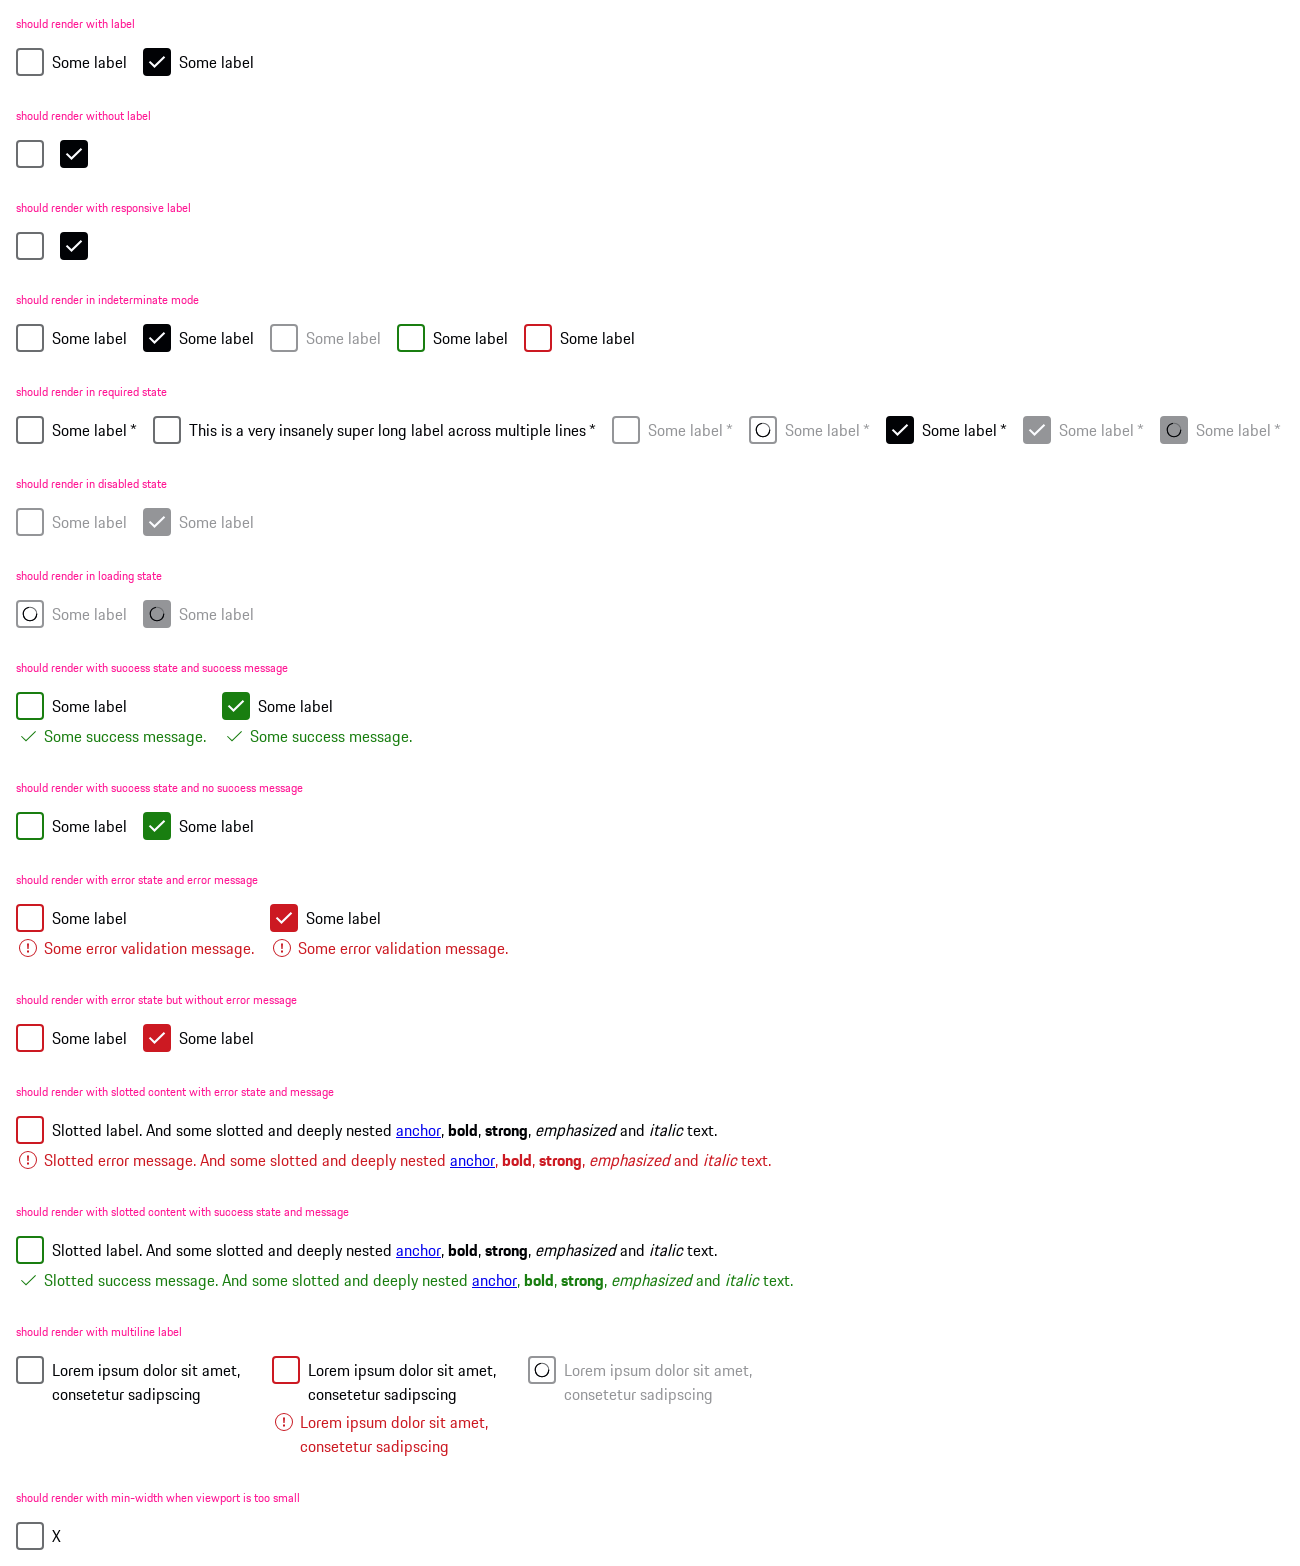 should render with label
Some label Some label
should render without label
should render with responsive label
should render in indeterminate mode
Some label Some label Some label Some label Some label
should render in required state
Some label * This is a very insanely super long label across multiple lines * Some label * Some label * Some label * Some label * Some label *
should render in disabled state
Some label Some label
should render in loading state
Some label Some label
should render with success state and success message
Some label Some label
Some success message. Some success message.
should render with success state and no success message
Some label Some label
should render with error state and error message
Some label Some label
Some error validation message. Some error validation message.
should render with error state but without error message
Some label Some label
should render with slotted content with error state and message
Slotted label. And some slotted and deeply nested anchor, bold, strong, emphasized and italic text.
Slotted error message. And some slotted and deeply nested anchor, bold, strong, emphasized and italic text.
should render with slotted content with success state and message
Slotted label. And some slotted and deeply nested anchor, bold, strong, emphasized and italic text.
Slotted success message. And some slotted and deeply nested anchor, bold, strong, emphasized and italic text.
should render with multiline label
Lorem ipsum dolor sit amet, Lorem ipsum dolor sit amet, Lorem ipsum dolor sit amet,
consetetur sadipscing consetetur sadipscing consetetur sadipscing
Lorem ipsum dolor sit amet,
consetetur sadipscing
should render with min-width when viewport is too small
X